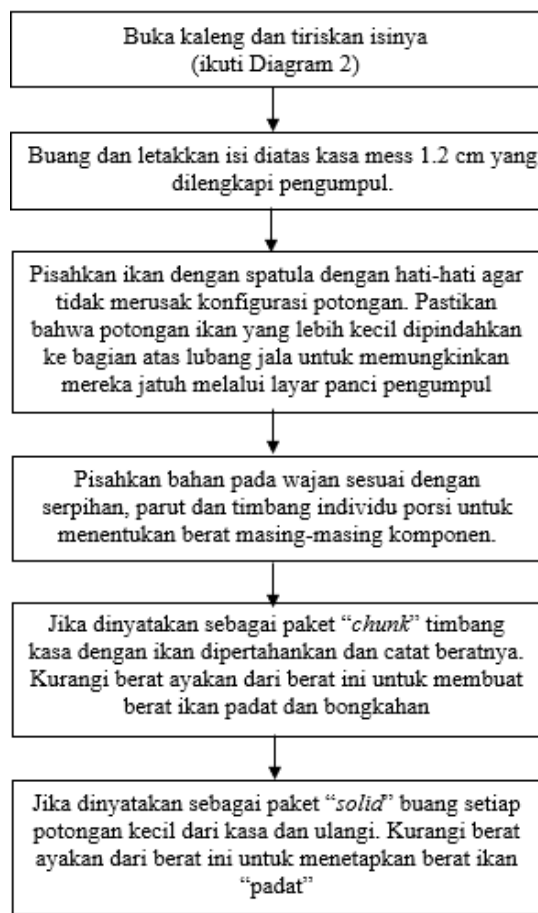 Buka kaleng dan tiriskan isinya
(ikuti Diagram 2)
Buang dan letakkan isi diatas kasa mess 1.2 cm yang
dilengkapi pengumpul.
Pisahkan ikan dengan spatula dengan hati-hati agar
tidak merusak konfigurasi potongan. Pastikan
bahwa potongan ikan yang lebih kecil dipindahkan
ke bagian atas lubang jala untuk memungkinkan
mereka jatuh melalui layar panci pengumpul
Pisahkan bahan pada wajan sesuai dengan
serpihan, parut dan timbang individu porsi untuk
menentukan berat masing-masing komponen.
Jika dinyatakan sebagai paket “chunk” timbang
kasa dengan ikan dipertahankan dan catat beratnya.
Kurangi berat ayakan dari berat ini untuk membuat
berat ikan padat dan bongkahan
Jika dinyatakan sebagai paket “solid” buang setiap
potongan kecil dari kasa dan ulangi. Kurangi berat
ayakan dari berat ini untuk menetapkan berat ikan
“padat”